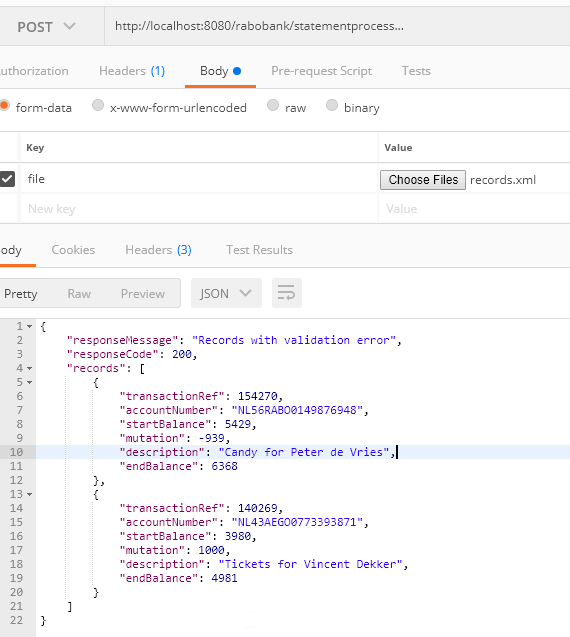 POST http://localhost:8080/rabobank/statementprocess...
uthorization Headers (1) Body Pre-request Script Tests
form-data x-www-form-urlencoded raw binary
Key Value
file Choose Files records.xml
New key Value
ody Cookies Headers (3) Test Results
Pretty Raw Preview JSON
1 {
2 "responseMessage": "Records with validation error",
3 "responseCode": 200,
4 "records": [
5 {
6 "transactionRef": 154270,
7 "accountNumber": "NL56RABO0149876948",
8 "startBalance": 5429,
9 "mutation": -939,
10 "description": "Candy for Peter de Vries",
11 "endBalance": 6368
12 },
13 {
14 "transactionRef": 140269,
15 "accountNumber": "NL43AEGO0773393871",
16 "startBalance": 3980,
17 "mutation": 1000,
18 "description": "Tickets for Vincent Dekker",
19 "endBalance": 4981
20 }
21 ]
22 }